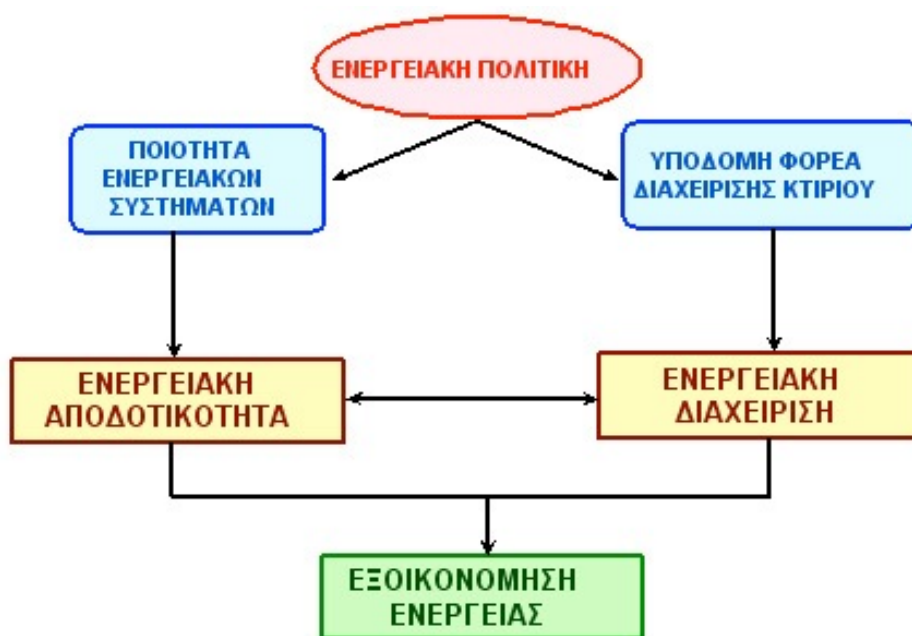 ΕΝΕΡΓΕΙΑΚΗ ΠΟΛΙΤΙΚΗ
ΠΟΙΟΤΗΤΑ
ΕΝΕΡΓΕΙΑΚΩΝ
ΣΥΣΤΗΜΑΤΩΝ
ΥΠΟΔΟΜΗ ΦΟΡΕΑ
ΔΙΑΧΕΙΡΙΣΗΣ ΚΤΙΡΙΟΥ
ΕΝΕΡΓΕΙΑΚΗ
ΑΠΟΔΟΤΙΚΟΤΗΤΑ
ΕΝΕΡΓΕΙΑΚΗ
ΔΙΑΧΕΙΡΙΣΗ
ΕΞΟΙΚΟΝΟΜΗΣΗ
ΕΝΕΡΓΕΙΑΣ